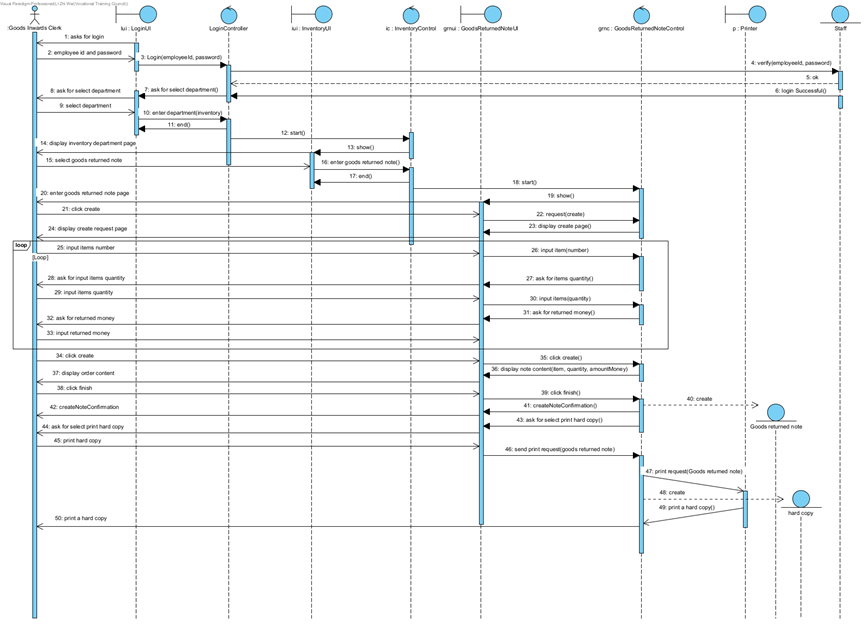 Visual Paradigm Professional(LI ZN Wai(Vocational Training Council))
:Goods Inwards Clerk
lui : LoginUI
LoginController
iui : InventoryUI
ic : InventoryControl
grnui : GoodsReturnedNoteUI
grnc : GoodsReturnedNoteControl
p : Printer
Staff
1: asks for login
2: employee id and password
3: Login(employeeId, password)
4: verify(employeeId, password)
5: ok
6: login Successful()
7: ask for select department()
8: ask for select department
9: select department
10: enter department(inventory)
11: end()
12: start()
13: show()
14: display inventory department page
15: select goods returned note
16: enter goods returned note()
17: end()
18: start()
19: show()
20: enter goods returned note page
21: click create
22: request(create)
23: display create page()
24: display create request page
loop
[Loop]
25: input items number
26: input item(number)
27: ask for items quantity()
28: ask for input items quantity
29: input items quantity
30: input items(quantity)
31: ask for returned money()
32: ask for returned money
33: input returned money
34: click create
35: click create()
36: display note content(item, quantity, amountMoney)
37: display order content
38: click finish
39: click finish()
40: create
41: createNoteConfirmation()
42: createNoteConfirmation
Goods returned note
43: ask for select print hard copy()
44: ask for select print hard copy
45: print hard copy
46: send print request(goods returned note)
47: print request(Goods returned note)
48: create
hard copy
49: print a hard copy()
50: print a hard copy